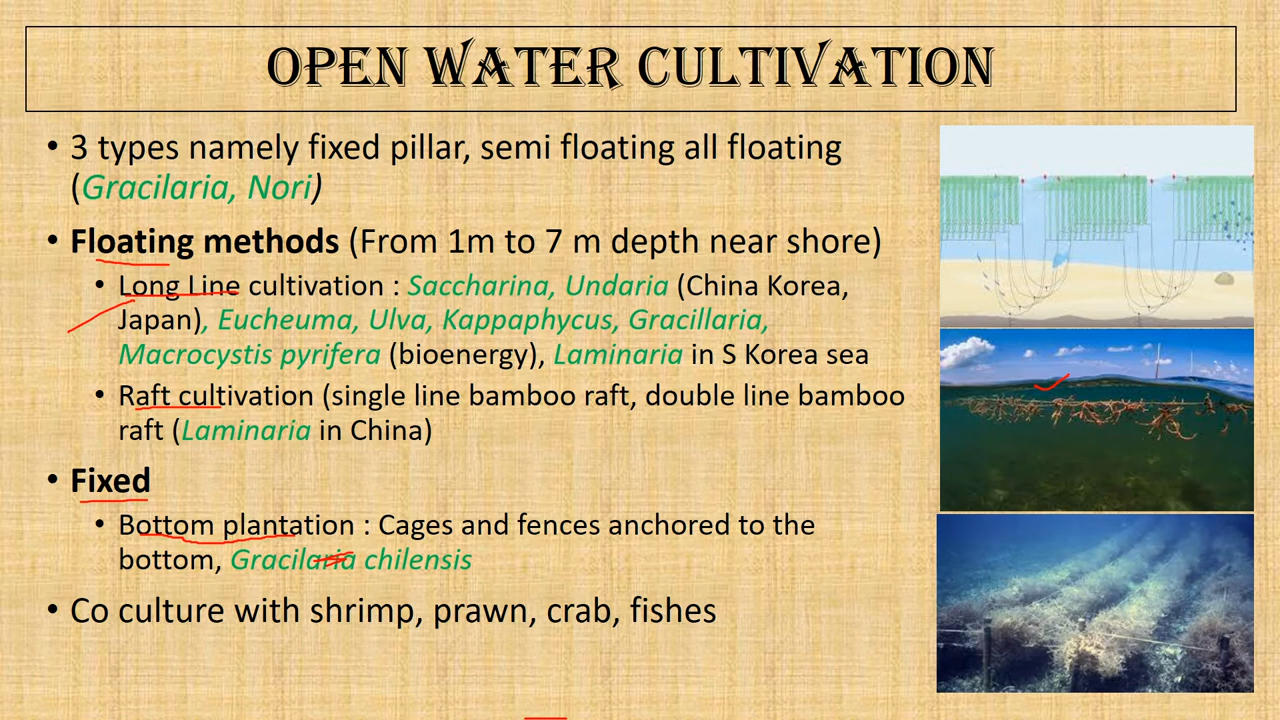 OPEN WATER CULTIVATION
• 3 types namely fixed pillar, semi floating all floating
(Gracilaria, Nori)
• Floating methods (From 1m to 7 m depth near shore)
• Long Line cultivation : Saccharina, Undaria (China Korea,
Japan), Eucheuma, Ulva, Kappaphycus, Gracillaria,
Macrocystis pyrifera (bioenergy), Laminaria in S Korea sea
• Raft cultivation (single line bamboo raft, double line bamboo
raft (Laminaria in China)
• Fixed
• Bottom plantation : Cages and fences anchored to the
bottom, Gracilaria chilensis
• Co culture with shrimp, prawn, crab, fishes